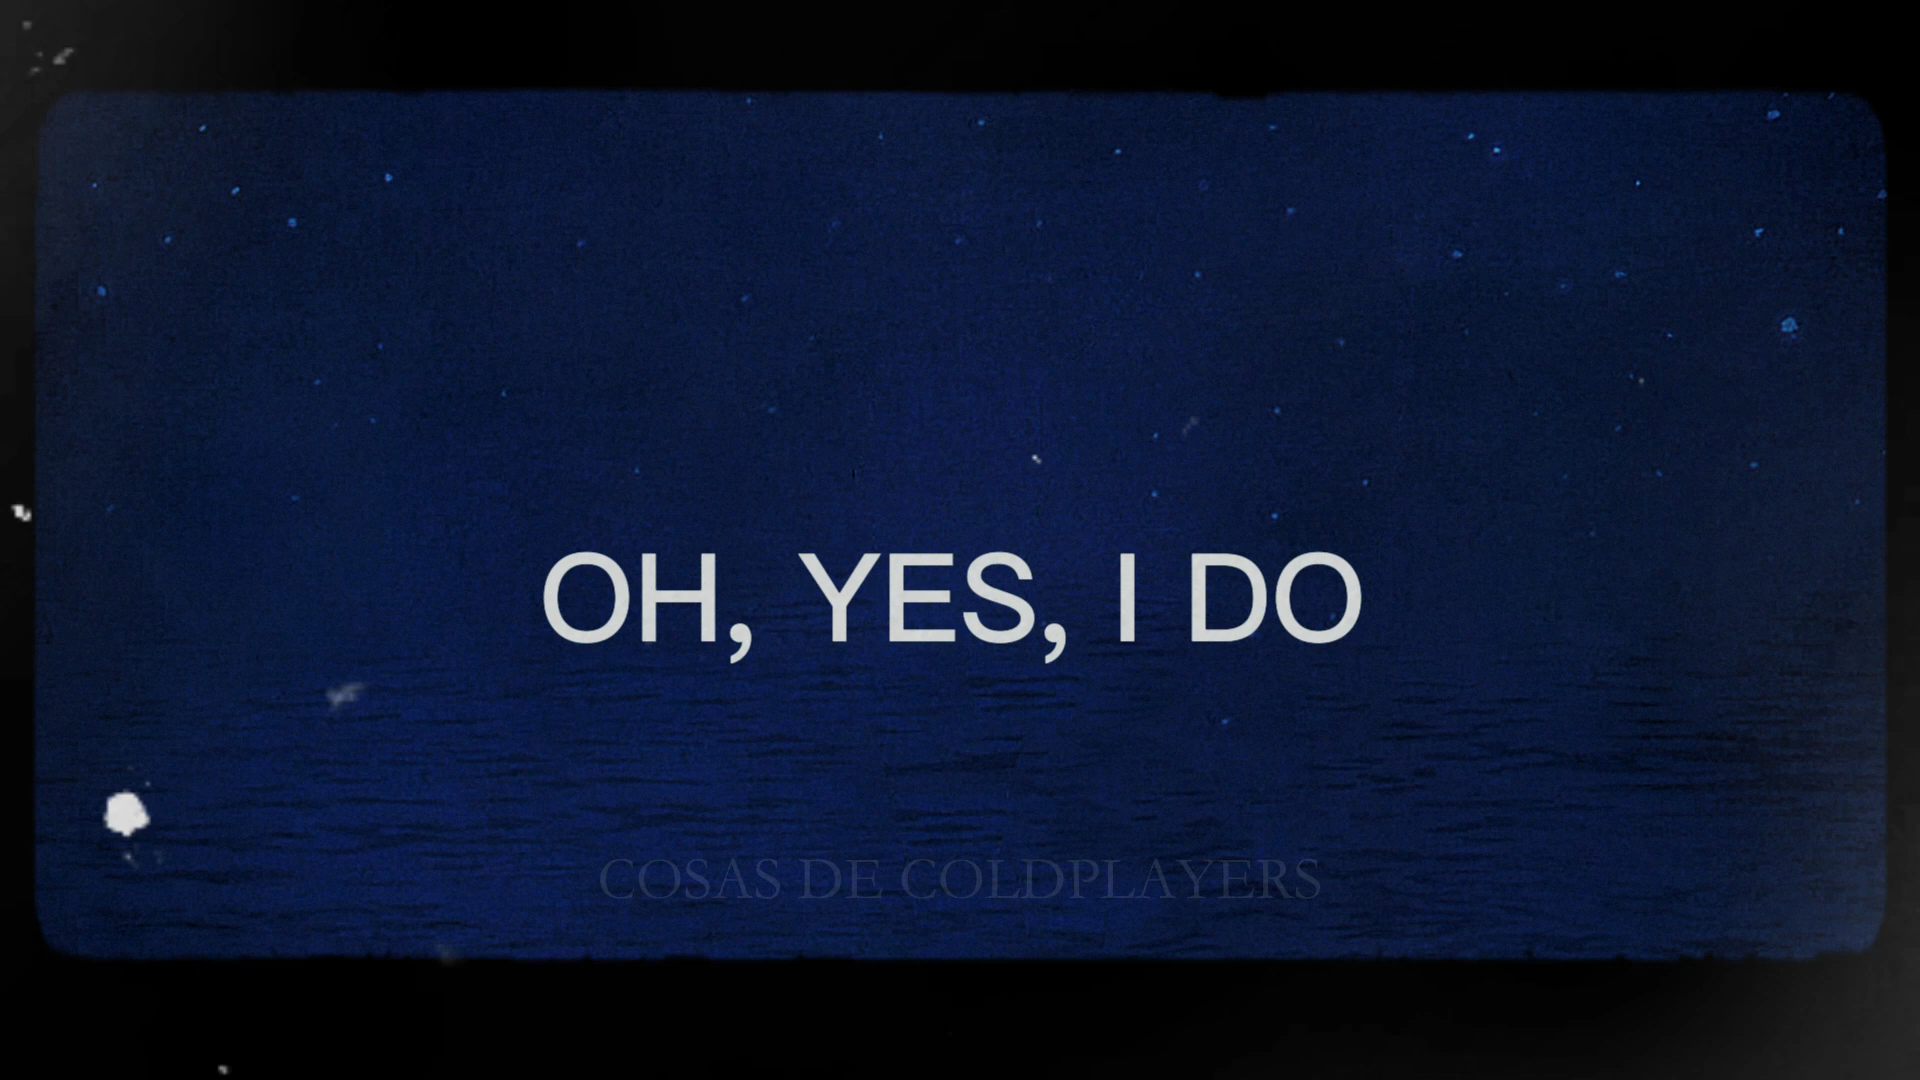 OH, YES, I DO
COSAS DE COLDPLAYERS